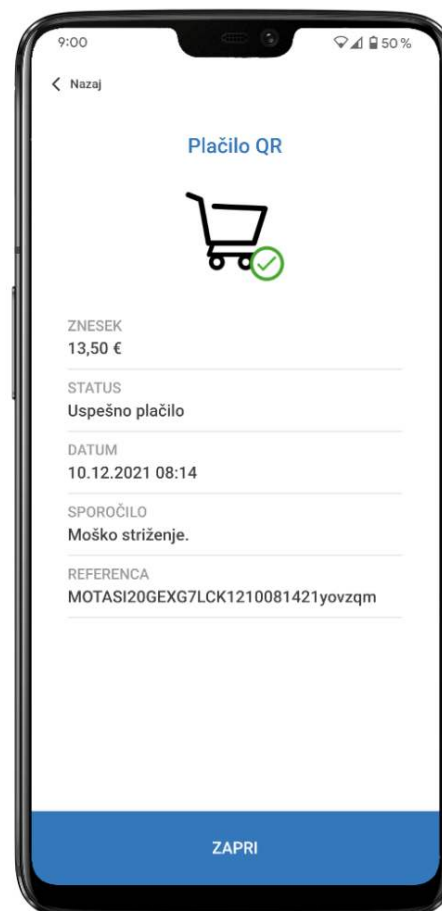 9:00
50 %
Nazaj
Plačilo QR
ZNESEK
13,50 €
STATUS
Uspešno plačilo
DATUM
10.12.2021 08:14
SPOROČILO
Moško striženje.
REFERENCA
MOTASI20GEXG7LCK1210081421yovzqm
ZAPRI